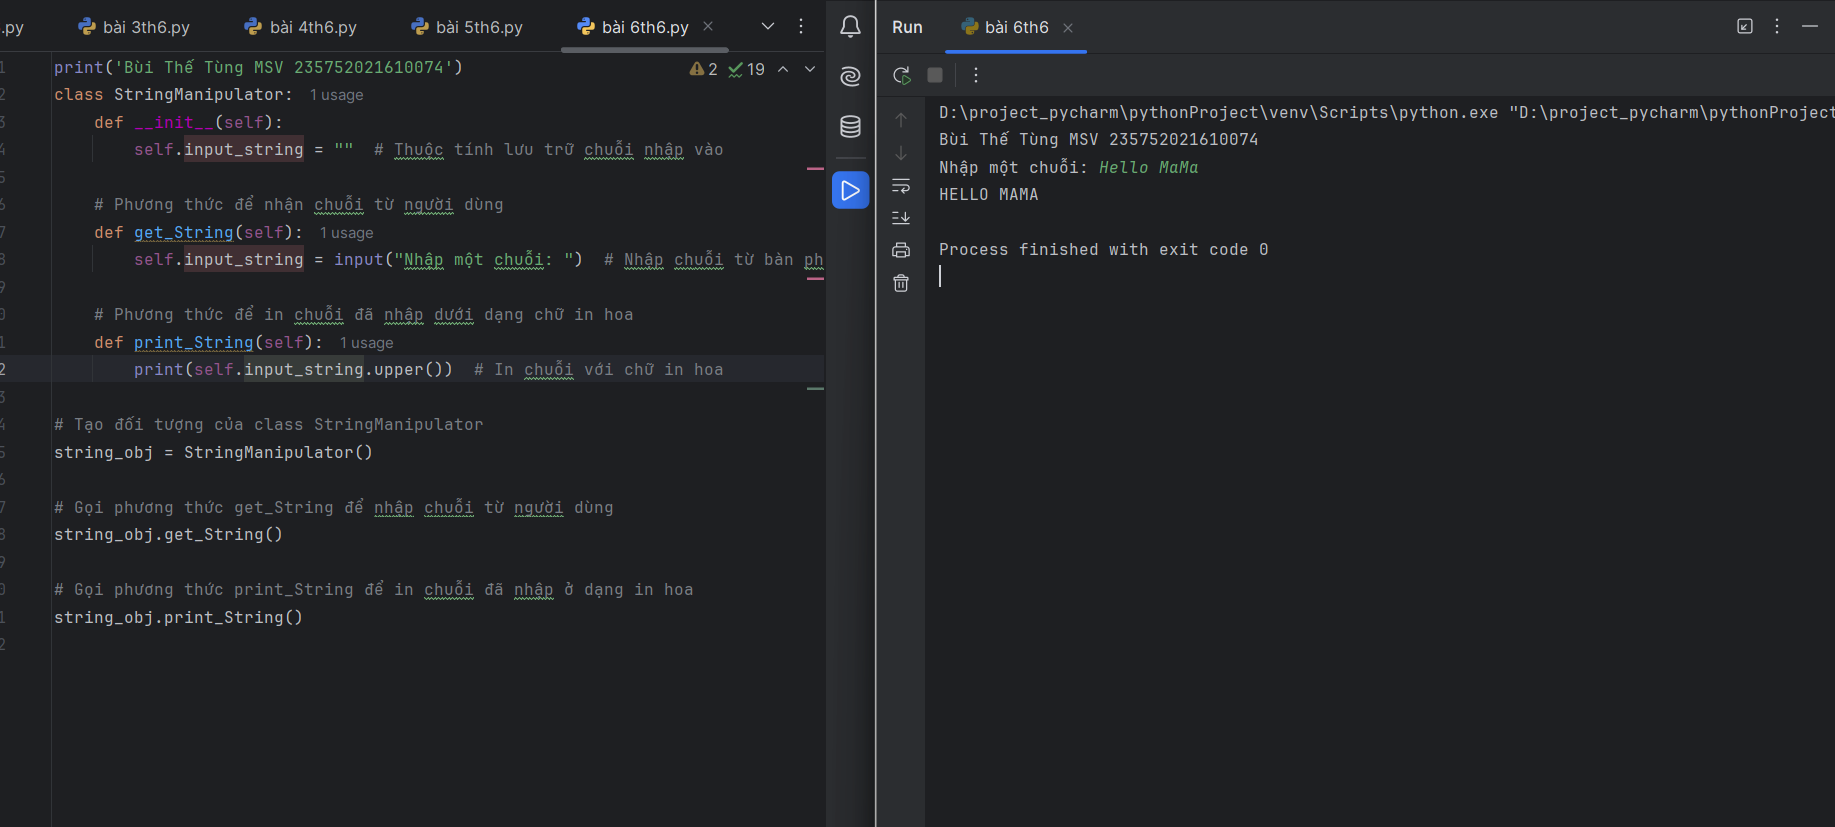 .py
bài 3th6.py
bài 4th6.py
bài 5th6.py
bài 6th6.py
2 19
print('Bùi Thế Tùng MSV 235752021610074')
class StringManipulator: 1 usage
def __init__(self):
self.input_string = "" # Thuộc tính lưu trữ chuỗi nhập vào
# Phương thức để nhận chuỗi từ người dùng
def get_String(self): 1 usage
self.input_string = input("Nhập một chuỗi: ") # Nhập chuỗi từ bàn ph
# Phương thức để in chuỗi đã nhập dưới dạng chữ in hoa
def print_String(self): 1 usage
print(self.input_string.upper()) # In chuỗi với chữ in hoa
# Tạo đối tượng của class StringManipulator
string_obj = StringManipulator()
# Gọi phương thức get_String để nhập chuỗi từ người dùng
string_obj.get_String()
# Gọi phương thức print_String để in chuỗi đã nhập ở dạng in hoa
string_obj.print_String()
Run
bài 6th6
D:\project_pycharm\pythonProject\venv\Scripts\python.exe "D:\project_pycharm\pythonProject
Bùi Thế Tùng MSV 235752021610074
Nhập một chuỗi: Hello MaMa
HELLO MAMA
Process finished with exit code 0